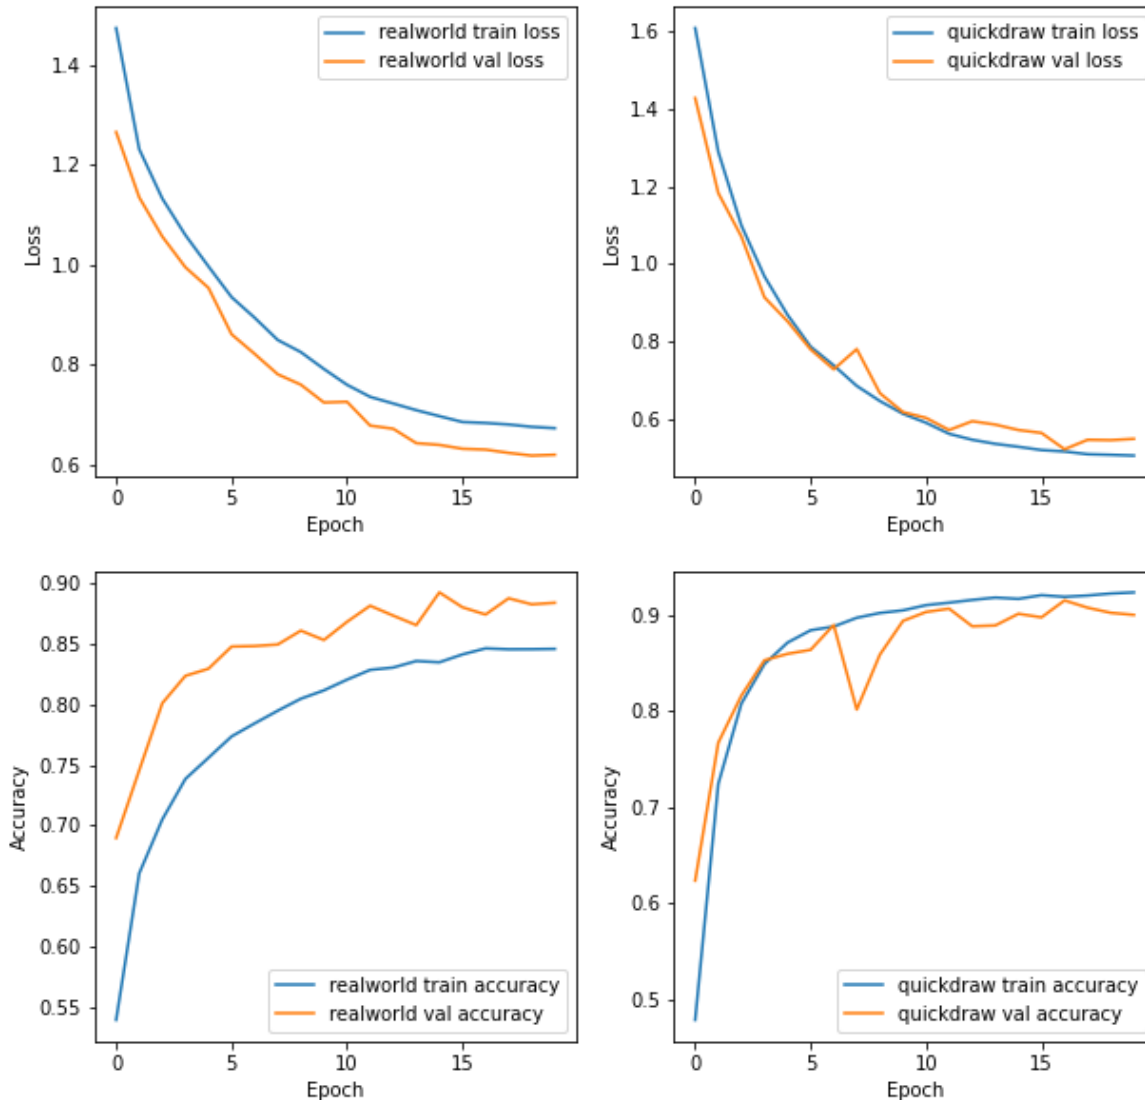 realworld train loss
realworld val loss
1.4
1.2
1.0
0.8
0.6
Loss
0 5 10 15
Epoch
quickdraw train loss
quickdraw val loss
1.6
1.4
1.2
1.0
0.8
0.6
Loss
0 5 10 15
Epoch
0.90
0.85
0.80
0.75
0.70
0.65
0.60
0.55
Accuracy
realworld train accuracy
realworld val accuracy
0 5 10 15
Epoch
0.9
0.8
0.7
0.6
0.5
Accuracy
quickdraw train accuracy
quickdraw val accuracy
0 5 10 15
Epoch